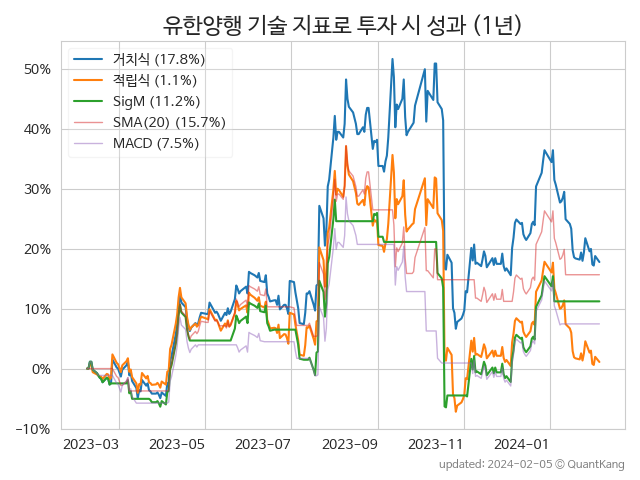 유한양행 기술 지표로 투자 시 성과 (1년)
거치식 (17.8%)
적립식 (1.1%)
SigM (11.2%)
SMA(20) (15.7%)
MACD (7.5%)
50%
40%
30%
20%
10%
0%
−10%
2023-03 2023-05 2023-07 2023-09 2023-11 2024-01
updated: 2024-02-05 © QuantKang